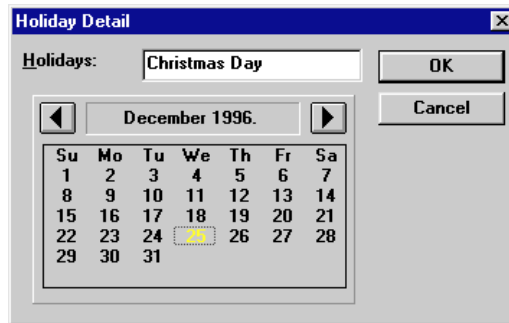 Holiday Detail
Holidays: Christmas Day OK
Cancel
December 1996.
Su Mo Tu We Th Fr Sa
1 2 3 4 5 6 7
8 9 10 11 12 13 14
15 16 17 18 19 20 21
22 23 24 25 26 27 28
29 30 31